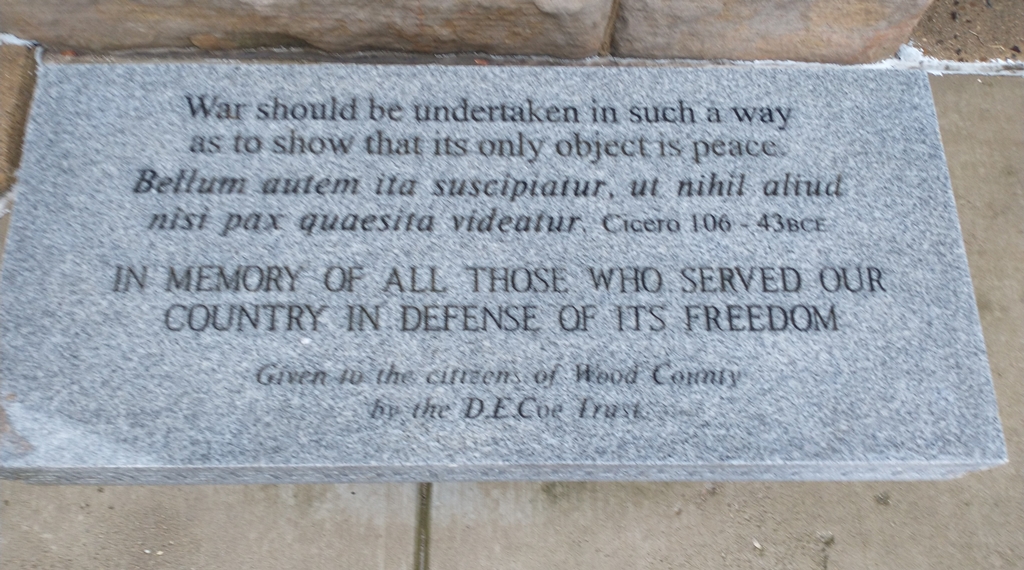 War should be undertaken in such a way
as to show that its only object is peace.
Bellum autem ita suscipiatur, ut nihil aliud
nisi pax quaesita videatur. Cicero 106 - 43BCE
IN MEMORY OF ALL THOSE WHO SERVED OUR
COUNTRY IN DEFENSE OF ITS FREEDOM
Given to the citizens of Wood County
by the D.E.Coe Trust.